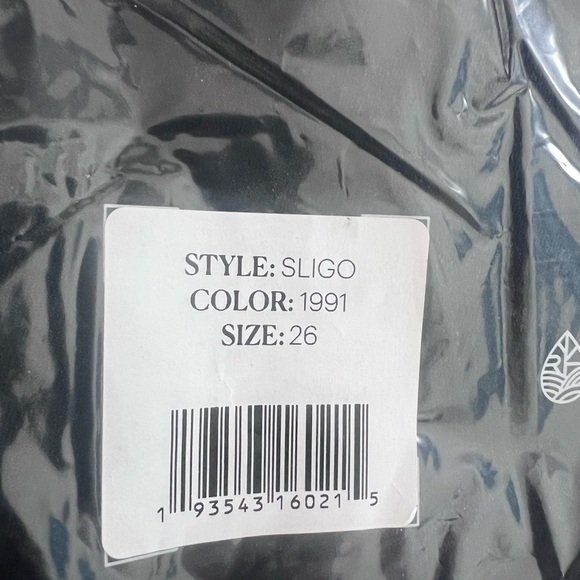 STYLE: SLIGO
COLOR: 1991
SIZE: 26
1 93543 16021 5